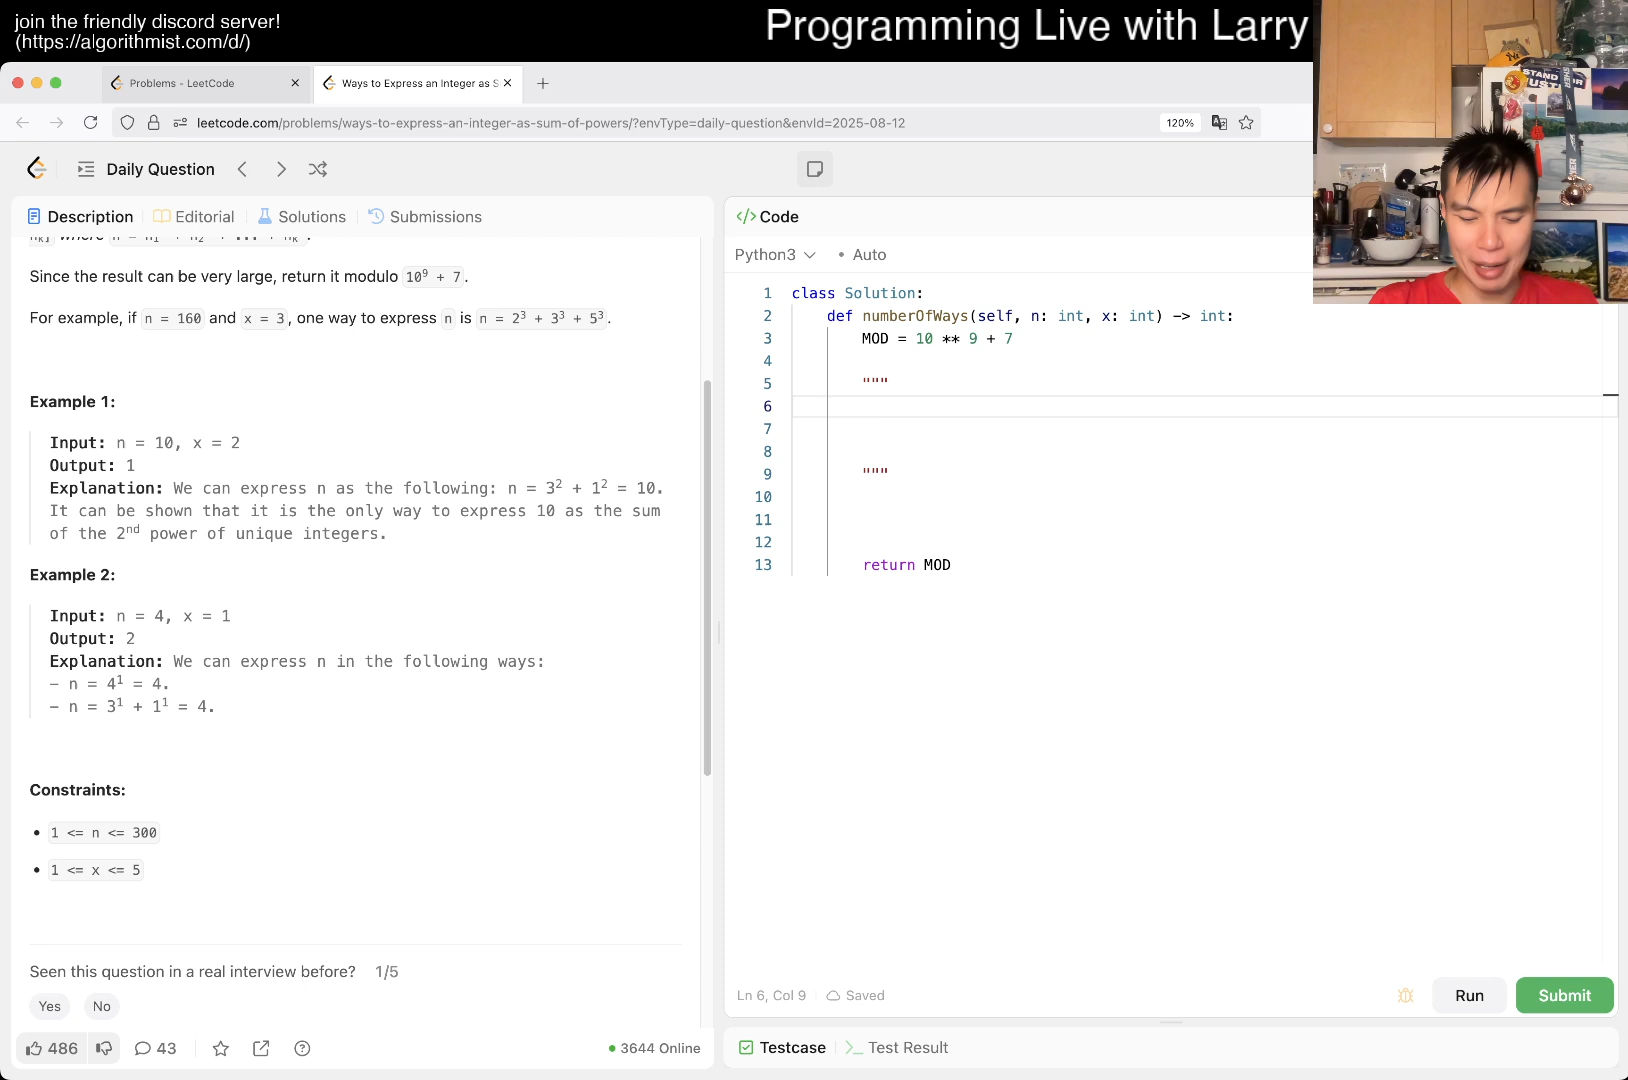 join the friendly discord server!
(https://algorithmist.com/d/)
Programming Live with Larry
Problems - LeetCode
Ways to Express an Integer as S
leetcode.com/problems/ways-to-express-an-integer-as-sum-of-powers/?envType=daily-question&envId=2025-08-12
120%
Daily Question
Description
Editorial
Solutions
Submissions
Since the result can be very large, return it modulo 10⁹ + 7.
For example, if n = 160 and x = 3, one way to express n is n = 2³ + 3³ + 5³.
Example 1:
Input: n = 10, x = 2
Output: 1
Explanation: We can express n as the following: n = 3² + 1² = 10.
It can be shown that it is the only way to express 10 as the sum
of the 2ⁿᵈ power of unique integers.
Example 2:
Input: n = 4, x = 1
Output: 2
Explanation: We can express n in the following ways:
- n = 4¹ = 4.
- n = 3¹ + 1¹ = 4.
Constraints:
• 1 <= n <= 300
• 1 <= x <= 5
Seen this question in a real interview before? 1/5
Yes No
486
43
3644 Online
</> Code
Python3 • Auto
1 class Solution:
2 def numberOfWays(self, n: int, x: int) -> int:
3 MOD = 10 ** 9 + 7
4
5 """
6
7
8
9 """
10
11
12
13 return MOD
Ln 6, Col 9
Saved
Run
Submit
Testcase
Test Result